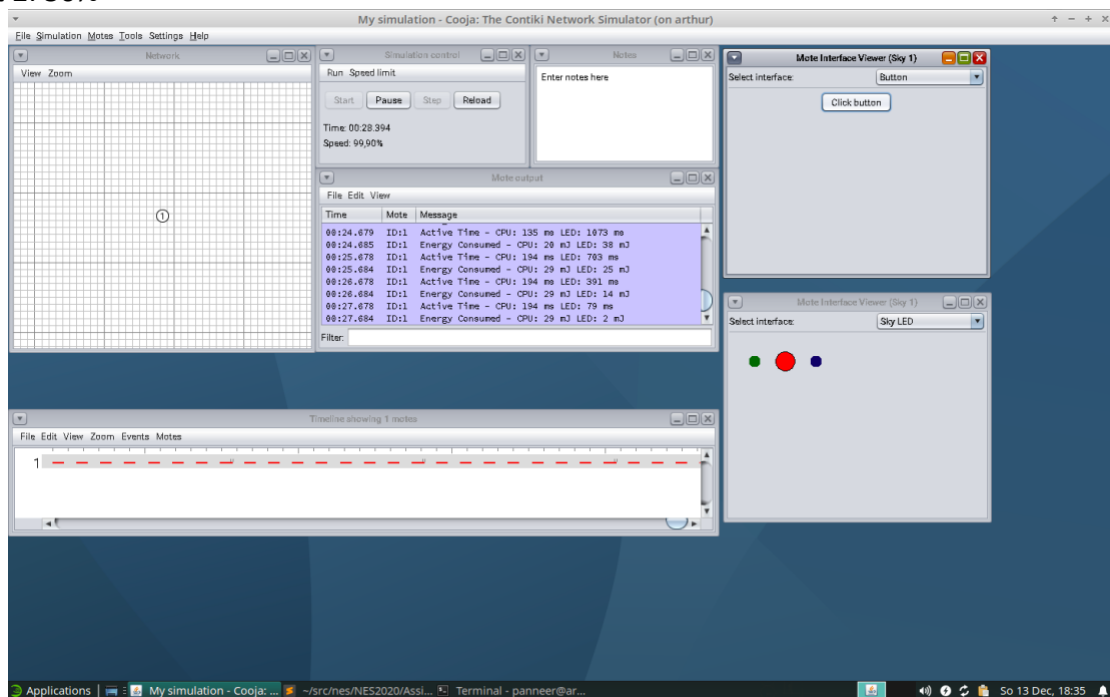 My simulation - Cooja: The Contiki Network Simulator (on arthur)
File Simulation Motes Tools Settings Help
Network
View Zoom
1
Simulation control
Run Speed limit
Start Pause Step Reload
Time: 00:28.394
Speed: 99,90%
Notes
Enter notes here
Mote output
File Edit View
Time Mote Message
00:24.679 ID:1 Active Time - CPU: 135 ms LED: 1073 ms
00:24.685 ID:1 Energy Consumed - CPU: 20 mJ LED: 38 mJ
00:25.678 ID:1 Active Time - CPU: 194 ms LED: 703 ms
00:25.684 ID:1 Energy Consumed - CPU: 29 mJ LED: 25 mJ
00:26.678 ID:1 Active Time - CPU: 194 ms LED: 391 ms
00:26.684 ID:1 Energy Consumed - CPU: 29 mJ LED: 14 mJ
00:27.678 ID:1 Active Time - CPU: 194 ms LED: 79 ms
00:27.684 ID:1 Energy Consumed - CPU: 29 mJ LED: 2 mJ
Filter:
Mote Interface Viewer (Sky 1)
Select interface: Button
Click button
Mote Interface Viewer (Sky 1)
Select interface: Sky LED
Timeline showing 1 motes
File Edit View Zoom Events Motes
1
Applications My simulation - Cooja: ... ~/src/nes/NES2020/Assi... Terminal - panneer@ar... So 13 Dec, 18:35